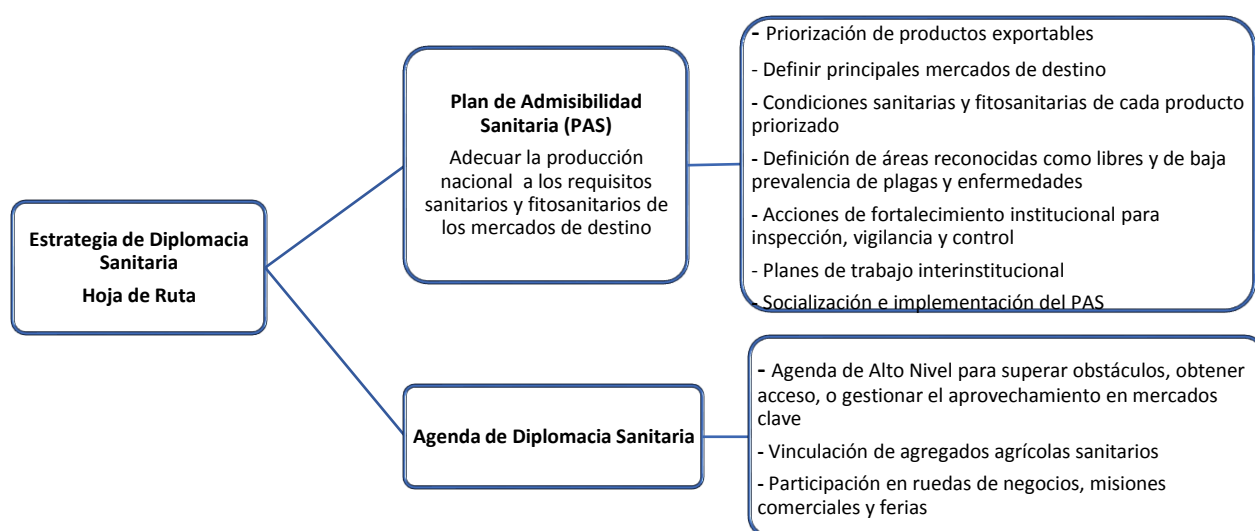 Estrategia de Diplomacia
Sanitaria
Hoja de Ruta
Plan de Admisibilidad
Sanitaria (PAS)
Adecuar la producción
nacional a los requisitos
sanitarios y fitosanitarios de
los mercados de destino
- Priorización de productos exportables
- Definir principales mercados de destino
- Condiciones sanitarias y fitosanitarias de cada producto
priorizado
- Definición de áreas reconocidas como libres y de baja
prevalencia de plagas y enfermedades
- Acciones de fortalecimiento institucional para
inspección, vigilancia y control
- Planes de trabajo interinstitucional
- Socialización e implementación del PAS
Agenda de Diplomacia Sanitaria
- Agenda de Alto Nivel para superar obstáculos, obtener
acceso, o gestionar el aprovechamiento en mercados
clave
- Vinculación de agregados agrícolas sanitarios
- Participación en ruedas de negocios, misiones
comerciales y ferias